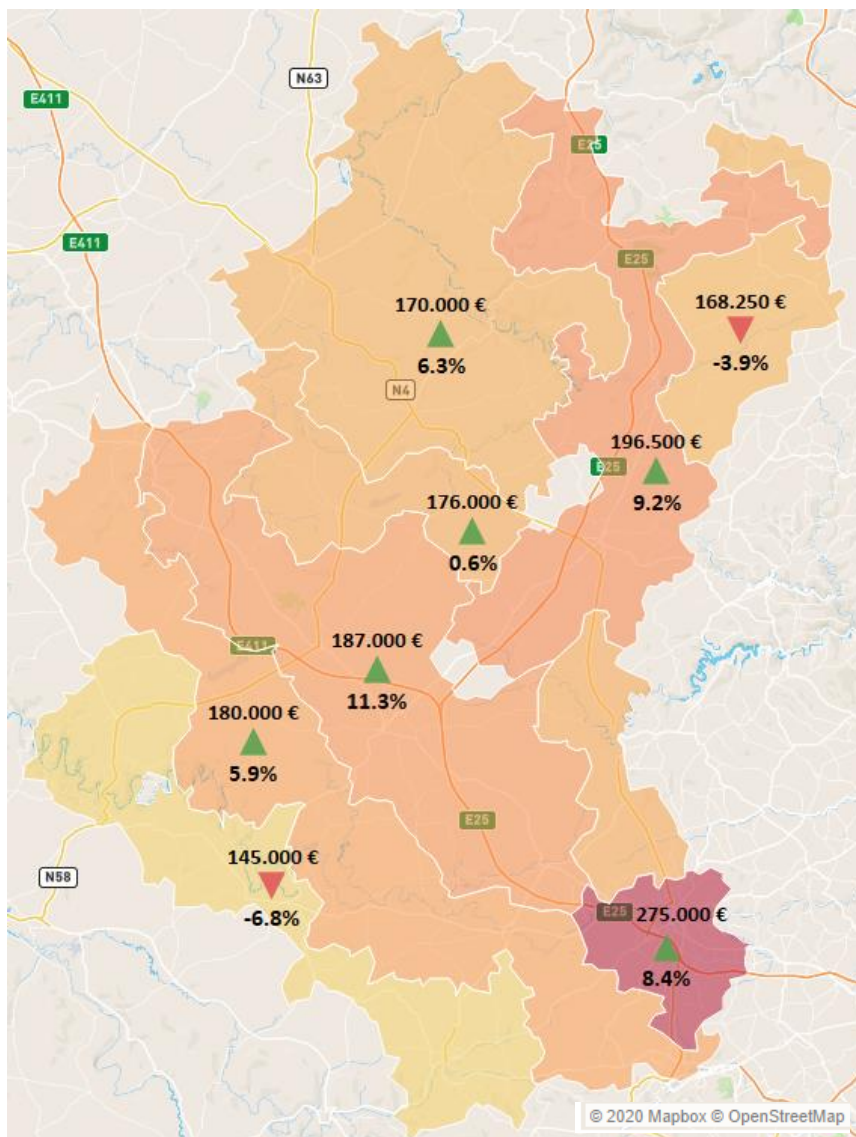 N63
E411
E25
E411
E25
168.250 €
-3.9%
170.000 €
6.3%
N4
196.500 €
E25
9.2%
176.000 €
0.6%
E411
187.000 €
11.3%
180.000 €
5.9%
E25
145.000 €
-6.8%
N58
E25
275.000 €
8.4%
© 2020 Mapbox © OpenStreetMap